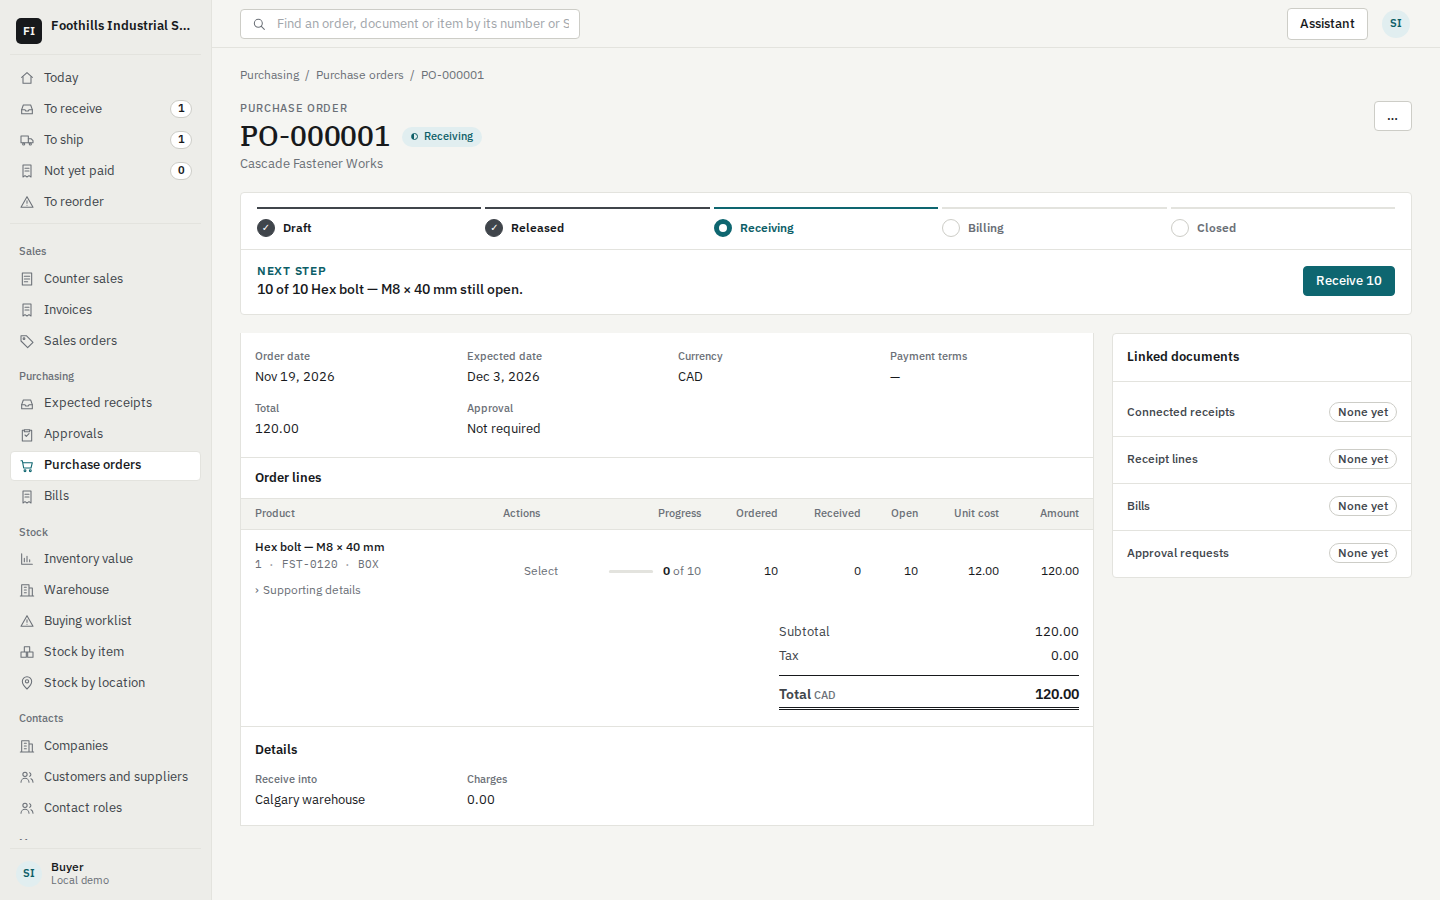 FI
Foothills Industrial S...
Find an order, document or item by its number or S
Assistant
SI
Today
To receive 1
To ship 1
Not yet paid 0
To reorder
Sales
Counter sales
Invoices
Sales orders
Purchasing
Expected receipts
Approvals
Purchase orders
Bills
Stock
Inventory value
Warehouse
Buying worklist
Stock by item
Stock by location
Contacts
Companies
Customers and suppliers
Contact roles
SI
Buyer
Local demo
Purchasing / Purchase orders / PO-000001
PURCHASE ORDER
PO-000001 Receiving
Cascade Fastener Works
...
Draft Released Receiving Billing Closed
NEXT STEP
10 of 10 Hex bolt — M8 × 40 mm still open.
Receive 10
Order date Expected date Currency Payment terms
Nov 19, 2026 Dec 3, 2026 CAD —
Total Approval
120.00 Not required
Order lines
Product Actions Progress Ordered Received Open Unit cost Amount
Hex bolt — M8 × 40 mm
1 · FST-0120 · BOX
Select 0 of 10 10 0 10 12.00 120.00
› Supporting details
Subtotal 120.00
Tax 0.00
Total CAD 120.00
Details
Receive into Charges
Calgary warehouse 0.00
Linked documents
Connected receipts None yet
Receipt lines None yet
Bills None yet
Approval requests None yet